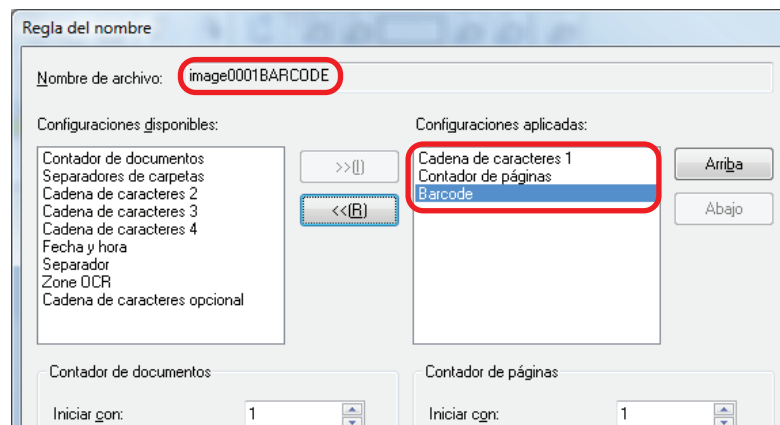 Regla del nombre
Nombre de archivo: image0001BARCODE
Configuraciones disponibles:
Configuraciones aplicadas:
Contador de documentos
Separadores de carpetas
Cadena de caracteres 2
Cadena de caracteres 3
Cadena de caracteres 4
Fecha y hora
Separador
Zone OCR
Cadena de caracteres opcional
>>(I)
<<(R)
Cadena de caracteres 1
Contador de páginas
Barcode
Arriba
Abajo
Contador de documentos
Iniciar con: 1
Contador de páginas
Iniciar con: 1